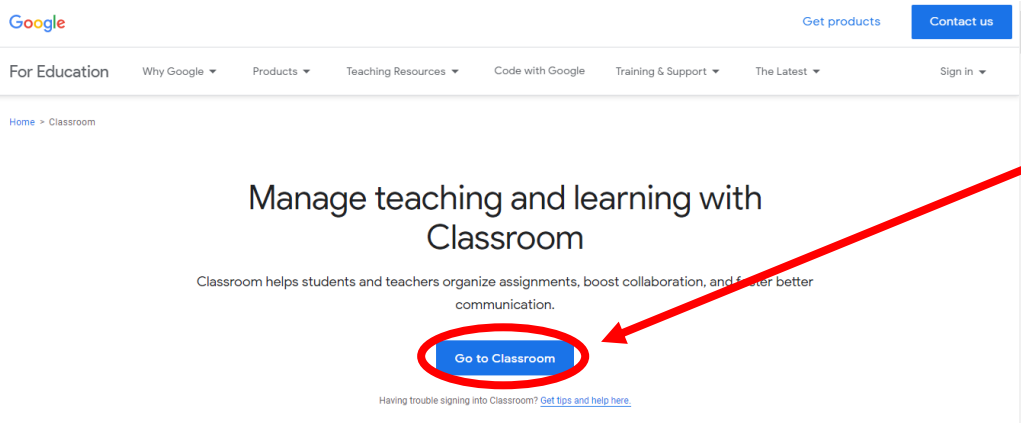 Google
Get products
Contact us
For Education
Why Google
Products
Teaching Resources
Code with Google
Training & Support
The Latest
Sign in
Home > Classroom
Manage teaching and learning with
Classroom
Classroom helps students and teachers organize assignments, boost collaboration, and foster better
communication.
Go to Classroom
Having trouble signing into Classroom? Get tips and help here.